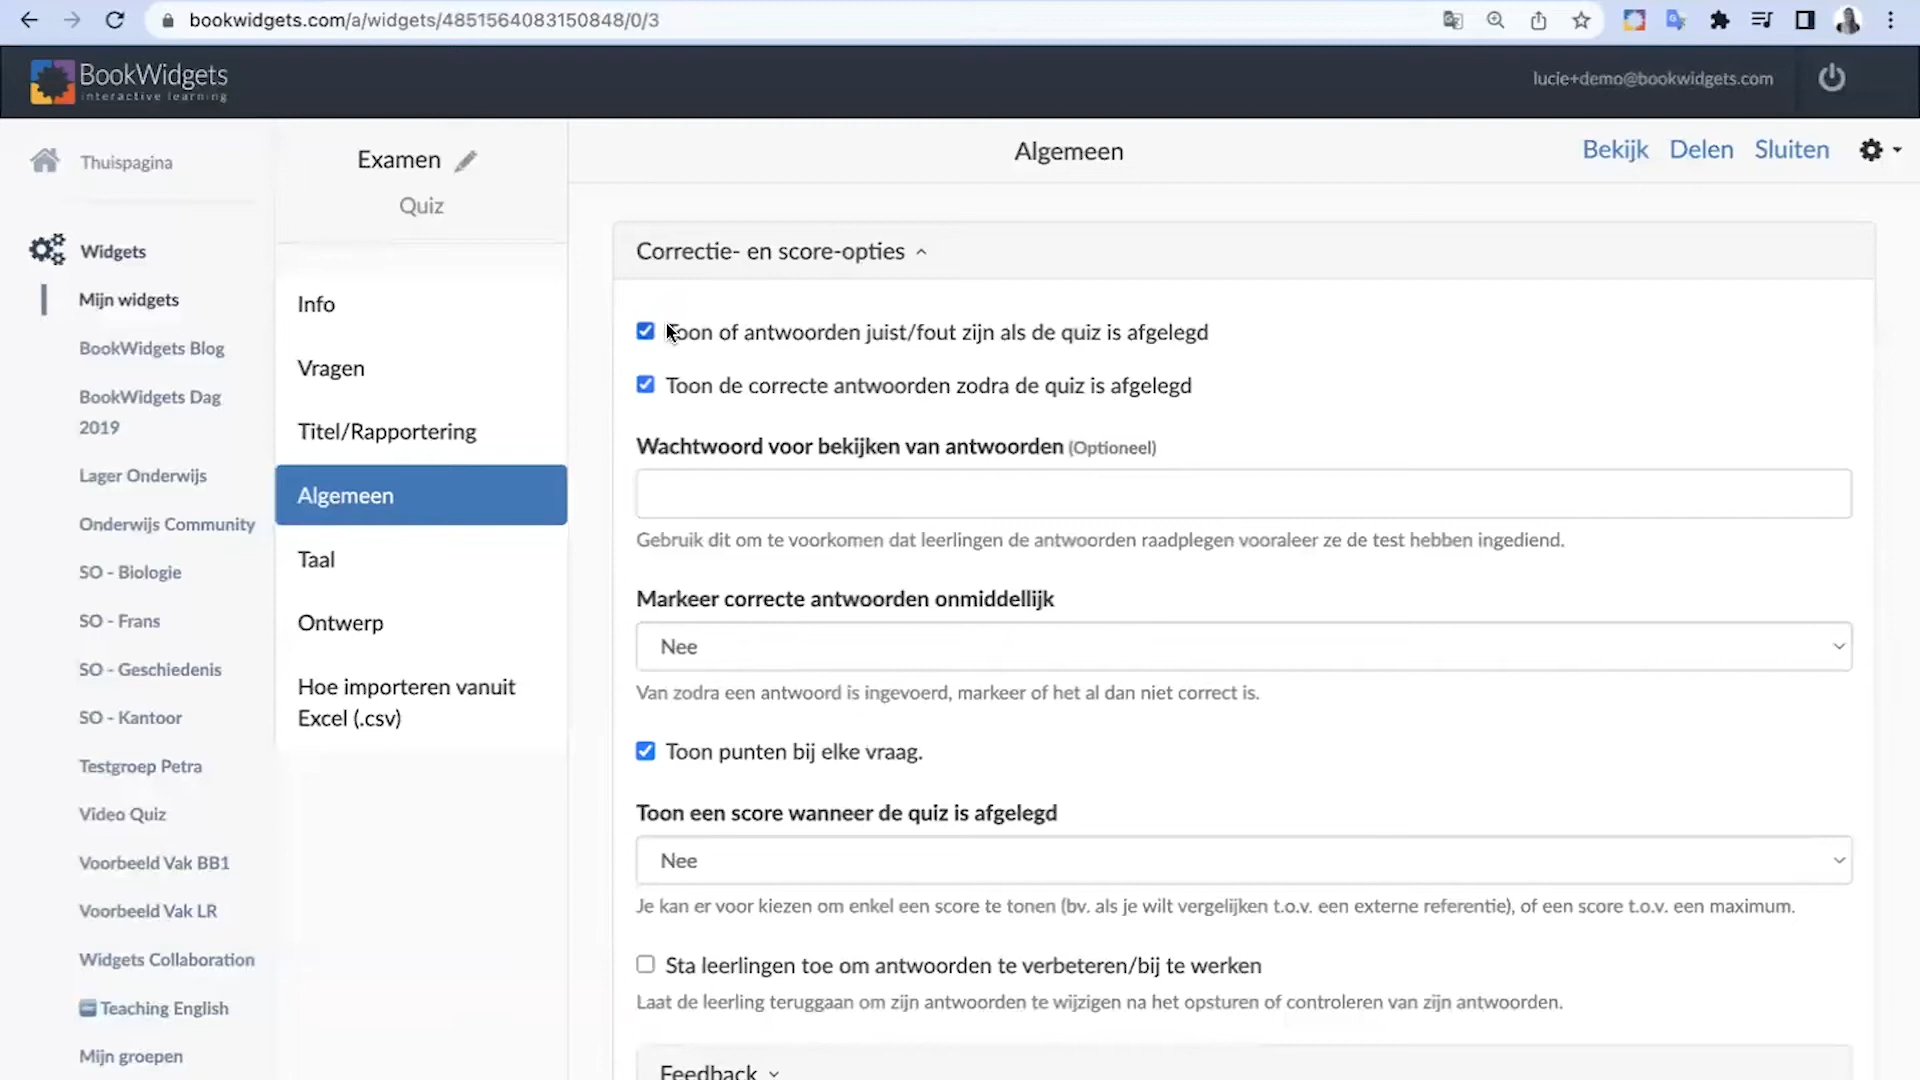 bookwidgets.com/a/widgets/4851564083150848/0/3
BookWidgets
interactive learning
lucie+demo@bookwidgets.com
Thuispagina
Widgets
Mijn widgets
BookWidgets Blog
BookWidgets Dag
2019
Lager Onderwijs
Onderwijs Community
SO - Biologie
SO - Frans
SO - Geschiedenis
SO - Kantoor
Testgroep Petra
Video Quiz
Voorbeeld Vak BB1
Voorbeeld Vak LR
Widgets Collaboration
Teaching English
Mijn groepen
Examen
Quiz
Info
Vragen
Titel/Rapportering
Algemeen
Taal
Ontwerp
Hoe importeren vanuit
Excel (.csv)
Algemeen
Bekijk Delen Sluiten
Correctie- en score-opties
Toon of antwoorden juist/fout zijn als de quiz is afgelegd
Toon de correcte antwoorden zodra de quiz is afgelegd
Wachtwoord voor bekijken van antwoorden (Optioneel)
Gebruik dit om te voorkomen dat leerlingen de antwoorden raadplegen vooraleer ze de test hebben ingediend.
Markeer correcte antwoorden onmiddellijk
Nee
Van zodra een antwoord is ingevoerd, markeer of het al dan niet correct is.
Toon punten bij elke vraag.
Toon een score wanneer de quiz is afgelegd
Nee
Je kan er voor kiezen om enkel een score te tonen (bv. als je wilt vergelijken t.o.v. een externe referentie), of een score t.o.v. een maximum.
Sta leerlingen toe om antwoorden te verbeteren/bij te werken
Laat de leerling teruggaan om zijn antwoorden te wijzigen na het opsturen of controleren van zijn antwoorden.
Feedback